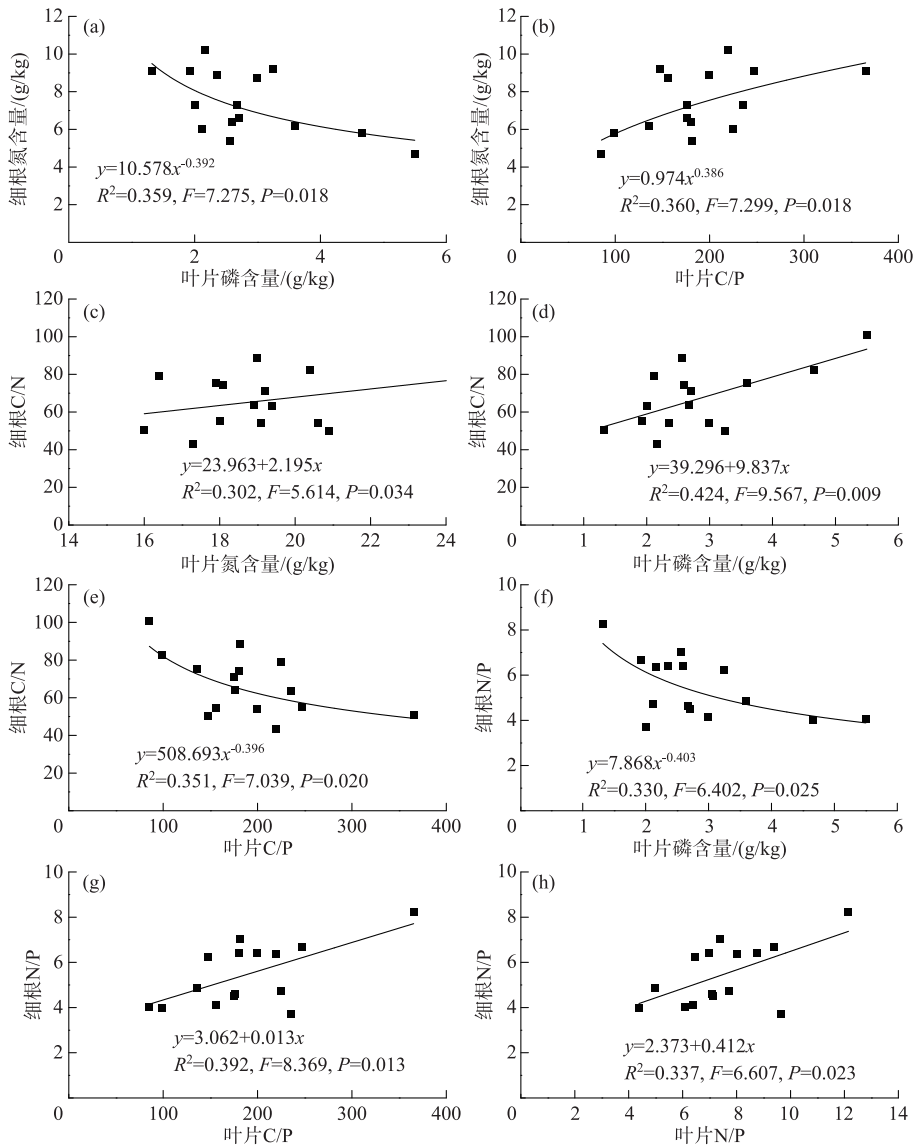 (a)
细根氮含量/(g/kg)
12
10
8
6
4
2
0
2
4
6
y=10.578x^-0.392
R²=0.359, F=7.275, P=0.018
叶片磷含量/(g/kg)
(b)
细根氮含量/(g/kg)
12
10
8
6
4
2
0
100
200
300
400
y=0.974x^0.386
R²=0.360, F=7.299, P=0.018
叶片C/P
(c)
细根C/N
120
100
80
60
40
20
0
14
16
18
20
22
24
y=23.963+2.195x
R²=0.302, F=5.614, P=0.034
叶片氮含量/(g/kg)
(d)
细根C/N
120
100
80
60
40
20
0
1
2
3
4
5
6
y=39.296+9.837x
R²=0.424, F=9.567, P=0.009
叶片磷含量/(g/kg)
(e)
细根C/N
120
100
80
60
40
20
0
100
200
300
400
y=508.693x^-0.396
R²=0.351, F=7.039, P=0.020
叶片C/P
(f)
细根N/P
10
8
6
4
2
0
1
2
3
4
5
6
y=7.868x^-0.403
R²=0.330, F=6.402, P=0.025
叶片磷含量/(g/kg)
(g)
细根N/P
10
8
6
4
2
0
100
200
300
400
y=3.062+0.013x
R²=0.392, F=8.369, P=0.013
叶片C/P
(h)
细根N/P
10
8
6
4
2
0
2
4
6
8
10
12
14
y=2.373+0.412x
R²=0.337, F=6.607, P=0.023
叶片N/P